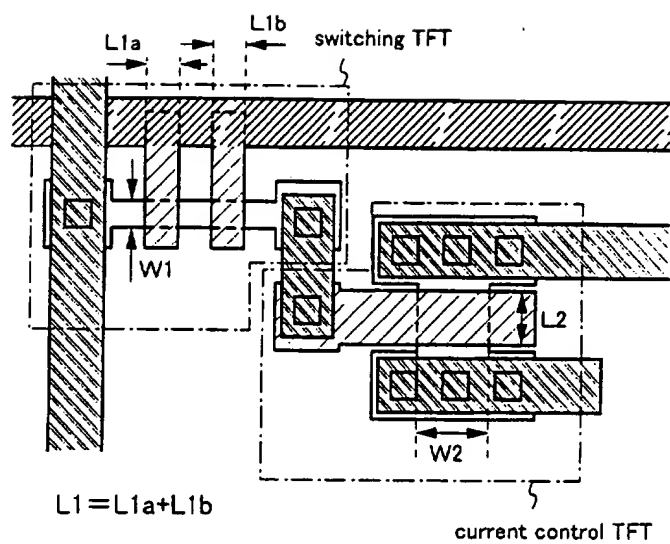 L1a
L1b
switching TFT
W1
L2
W2
L1=L1a+L1b
current control TFT